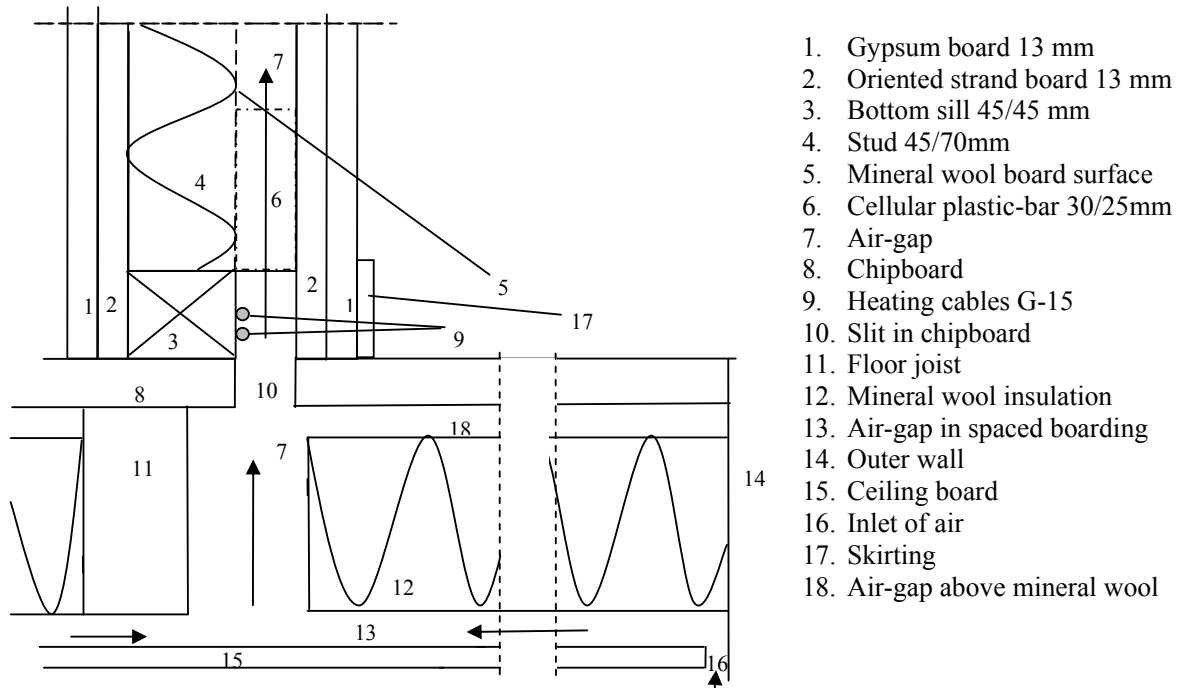 7
4
6
5
1
2
3
2
1
17
9
8
10
18
11
7
14
12
13
15
16
1. Gypsum board 13 mm
2. Oriented strand board 13 mm
3. Bottom sill 45/45 mm
4. Stud 45/70mm
5. Mineral wool board surface
6. Cellular plastic-bar 30/25mm
7. Air-gap
8. Chipboard
9. Heating cables G-15
10. Slit in chipboard
11. Floor joist
12. Mineral wool insulation
13. Air-gap in spaced boarding
14. Outer wall
15. Ceiling board
16. Inlet of air
17. Skirting
18. Air-gap above mineral wool